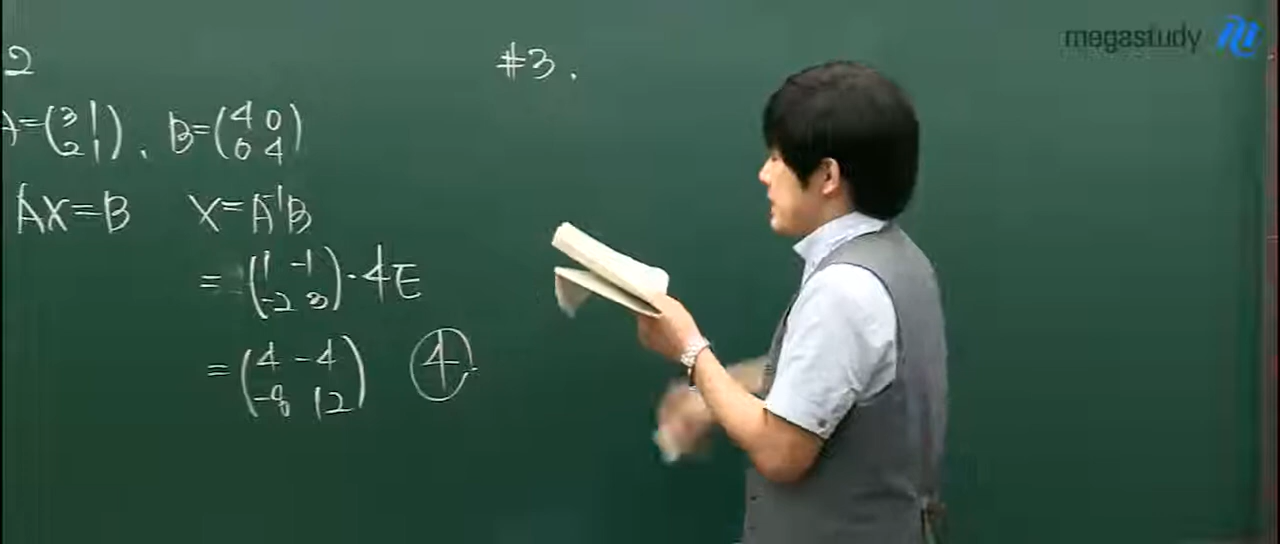 2
A=(3 1
2 1), B=(4 0
0 4)
AX=B X=A⁻¹B
=(1 -1
-2 3)·4E
=(4 -4
-8 12) ④
#3.
megastudy